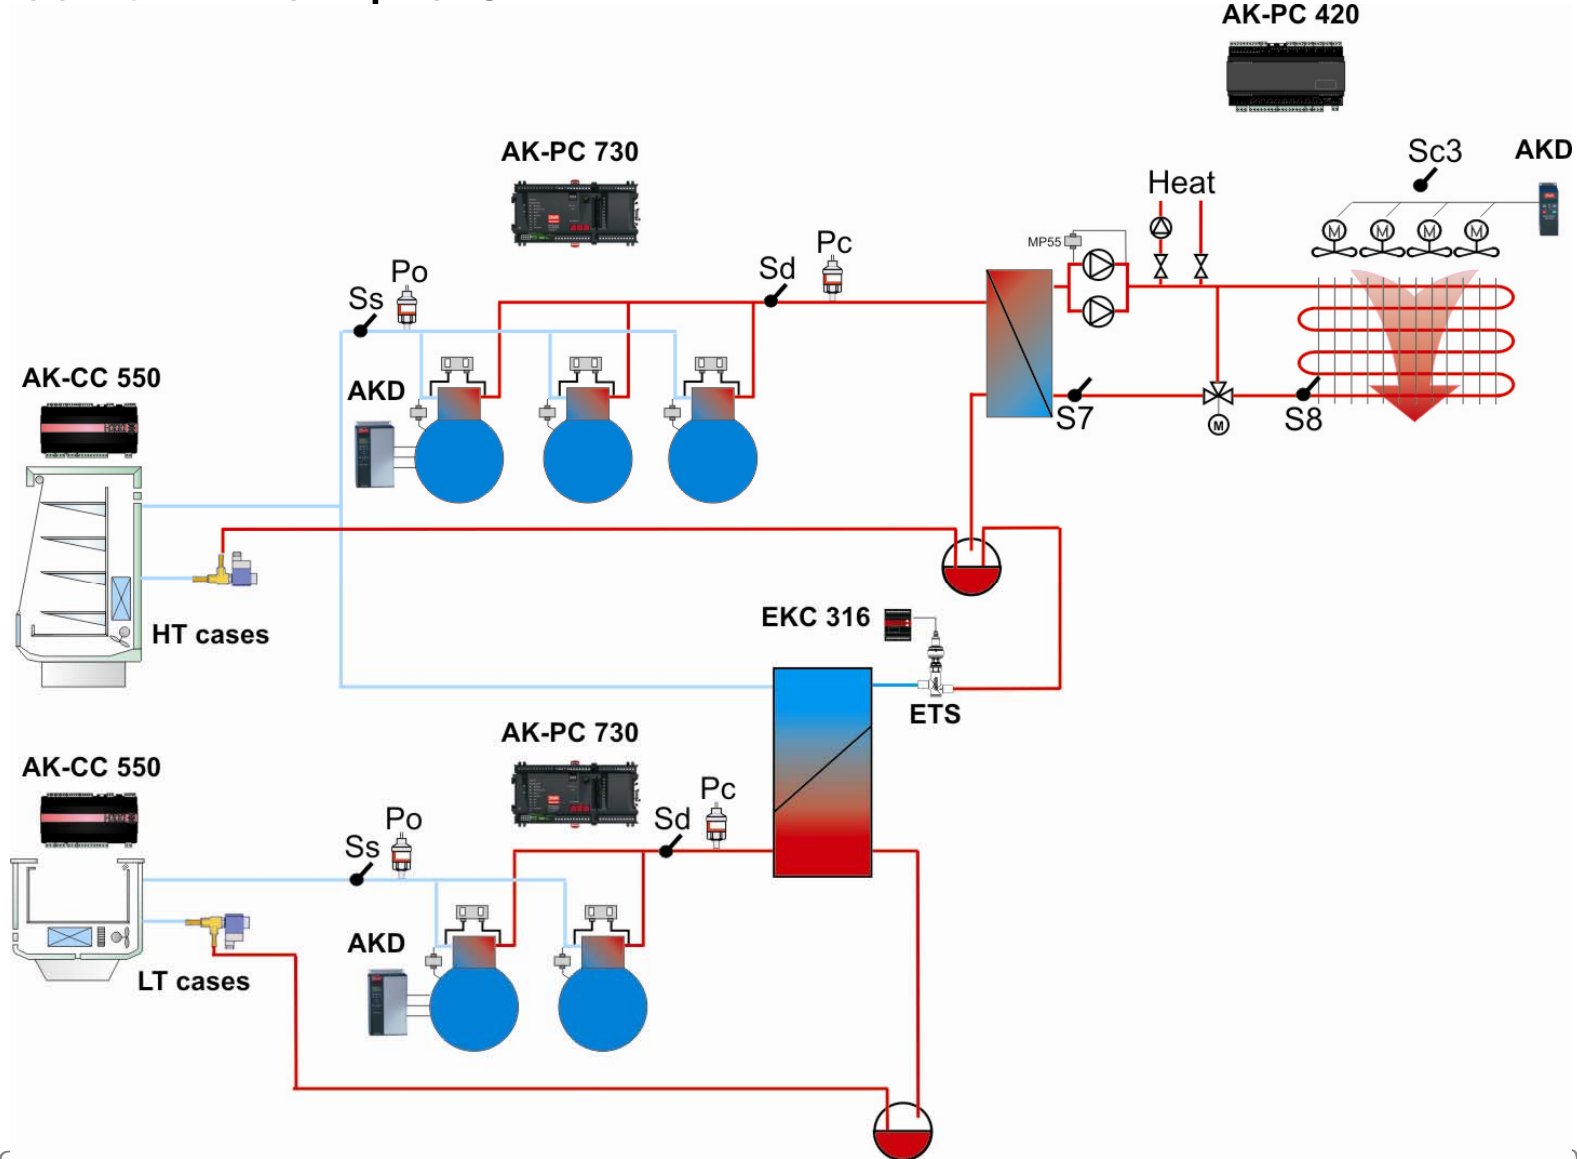 AK-PC 420
AK-PC 730
Sc3
AKD
Heat
MP55
Pc
Sd
Po
Ss
AK-CC 550
AKD
S7
M
S8
M
M
M
M
HT cases
EKC 316
ETS
AK-PC 730
AK-CC 550
Pc
Sd
Po
Ss
AKD
LT cases